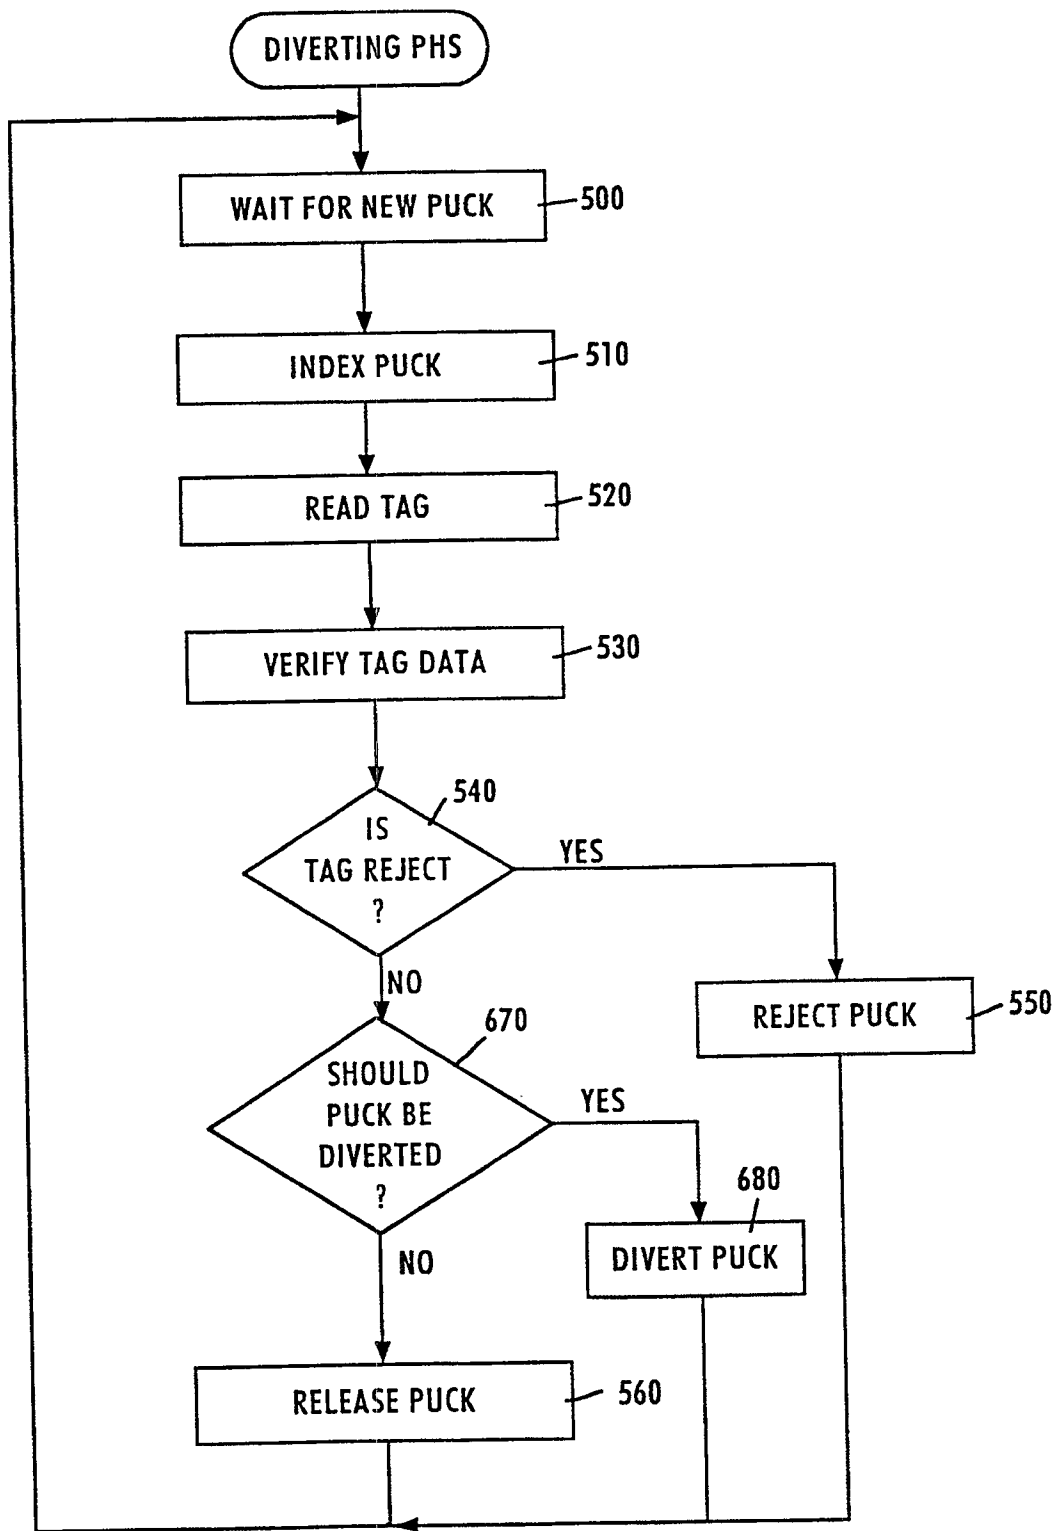 DIVERTING PHS
WAIT FOR NEW PUCK
500
INDEX PUCK
510
READ TAG
520
VERIFY TAG DATA
530
540
IS
TAG REJECT
?
YES
NO
REJECT PUCK
550
670
SHOULD
PUCK BE
DIVERTED
?
YES
NO
680
DIVERT PUCK
RELEASE PUCK
560